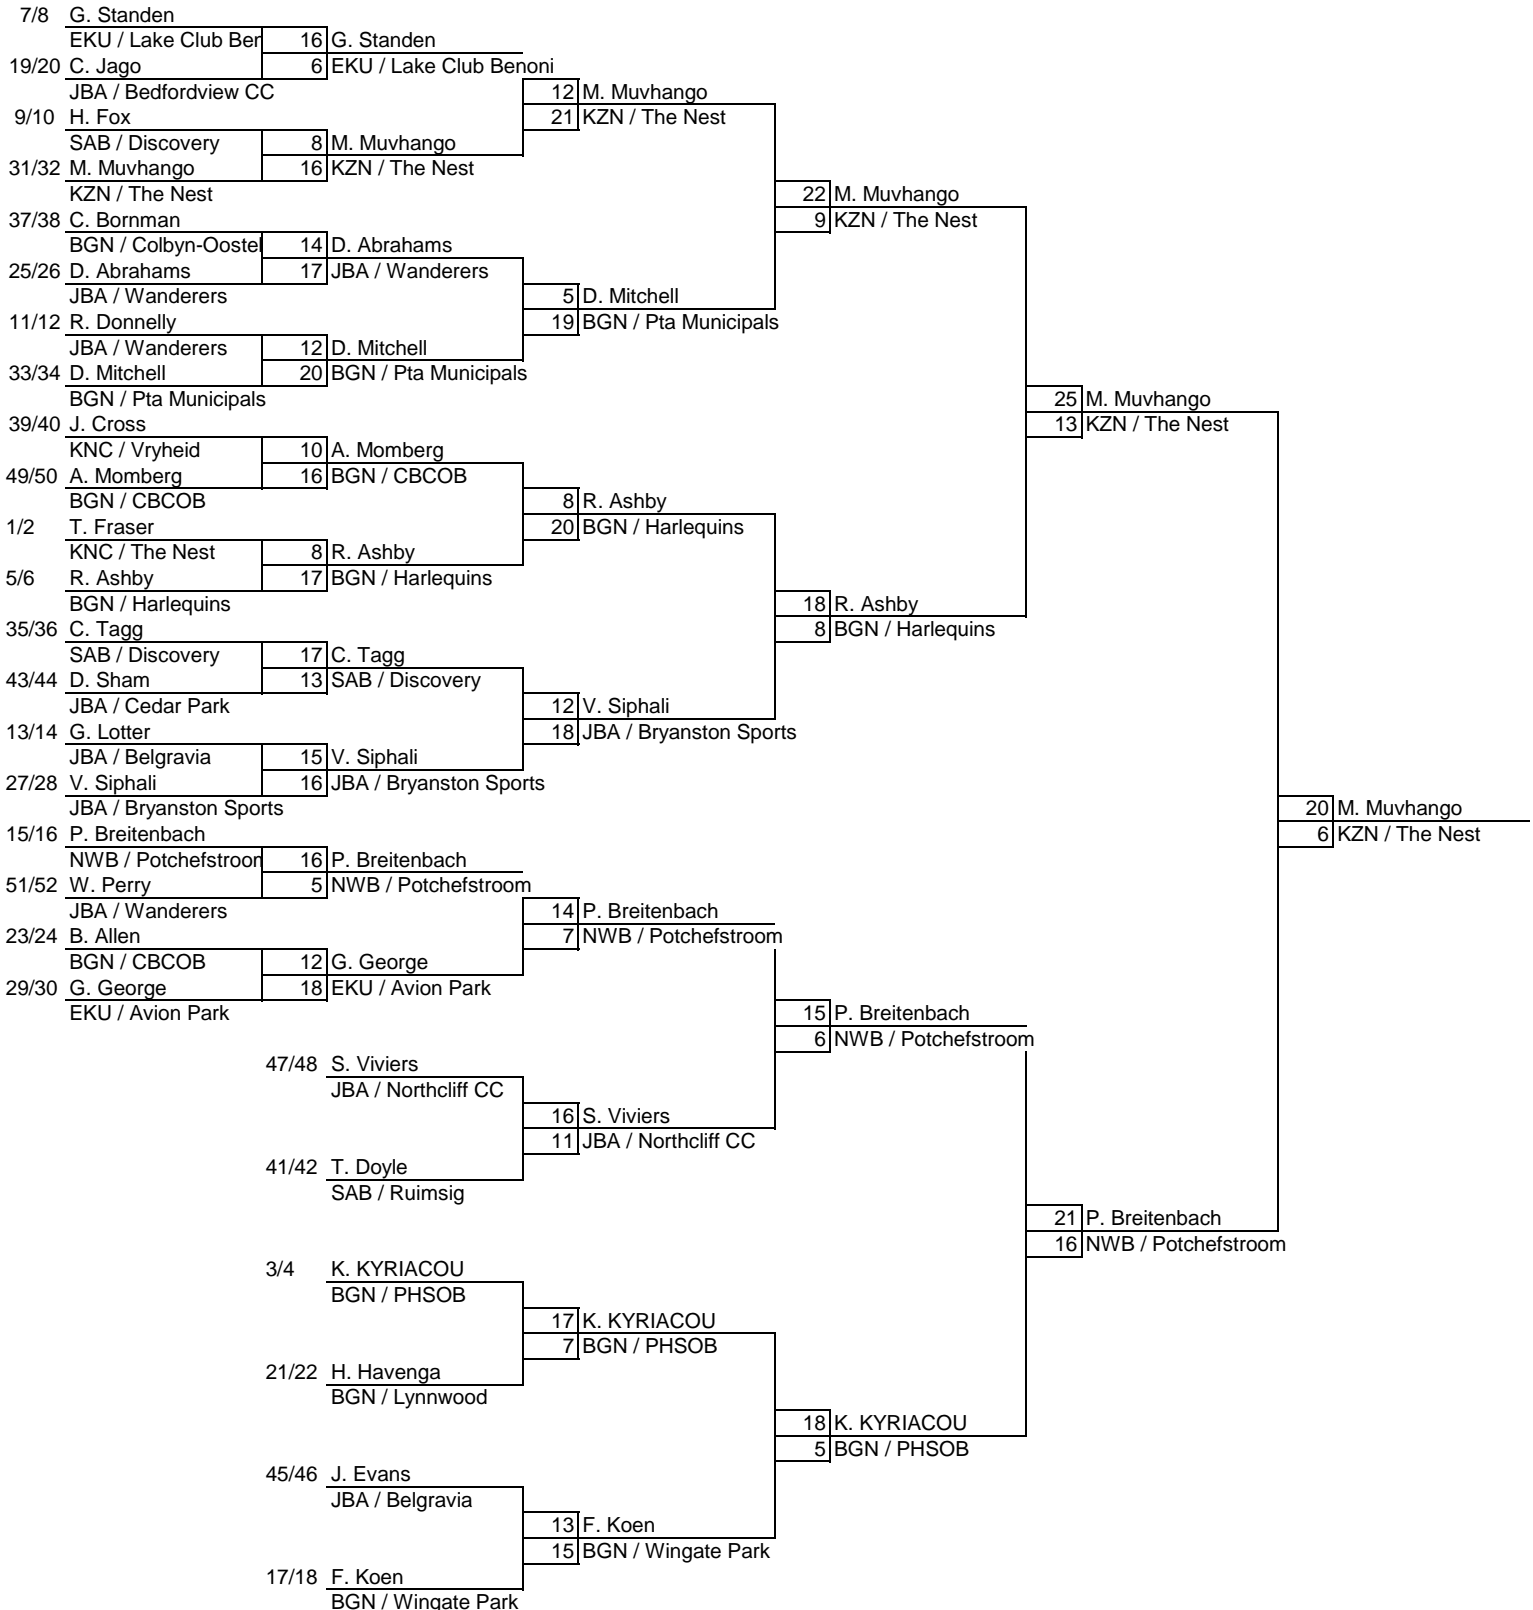 7/8 G. Standen
EKU / Lake Club Ben 16 G. Standen
19/20 C. Jago 6 EKU / Lake Club Benoni
JBA / Bedfordview CC 12 M. Muvhango
9/10 H. Fox 21 KZN / The Nest
SAB / Discovery 8 M. Muvhango
31/32 M. Muvhango 16 KZN / The Nest
KZN / The Nest 22 M. Muvhango
37/38 C. Bornman 9 KZN / The Nest
BGN / Colbyn-Oostel 14 D. Abrahams
25/26 D. Abrahams 17 JBA / Wanderers
JBA / Wanderers 5 D. Mitchell
11/12 R. Donnelly 19 BGN / Pta Municipals
JBA / Wanderers 12 D. Mitchell
33/34 D. Mitchell 20 BGN / Pta Municipals
BGN / Pta Municipals 25 M. Muvhango
39/40 J. Cross 13 KZN / The Nest
KNC / Vryheid 10 A. Momberg
49/50 A. Momberg 16 BGN / CBCOB
BGN / CBCOB 8 R. Ashby
1/2 T. Fraser 20 BGN / Harlequins
KNC / The Nest 8 R. Ashby
5/6 R. Ashby 17 BGN / Harlequins
BGN / Harlequins 18 R. Ashby
35/36 C. Tagg 8 BGN / Harlequins
SAB / Discovery 17 C. Tagg
43/44 D. Sham 13 SAB / Discovery
JBA / Cedar Park 12 V. Siphali
13/14 G. Lotter 18 JBA / Bryanston Sports
JBA / Belgravia 15 V. Siphali
27/28 V. Siphali 16 JBA / Bryanston Sports
JBA / Bryanston Sports 20 M. Muvhango
15/16 P. Breitenbach 6 KZN / The Nest
NWB / Potchefstroom 16 P. Breitenbach
51/52 W. Perry 5 NWB / Potchefstroom
JBA / Wanderers 14 P. Breitenbach
23/24 B. Allen 7 NWB / Potchefstroom
BGN / CBCOB 12 G. George
29/30 G. George 18 EKU / Avion Park
EKU / Avion Park 15 P. Breitenbach
6 NWB / Potchefstroom
47/48 S. Viviers
JBA / Northcliff CC
16 S. Viviers
11 JBA / Northcliff CC
41/42 T. Doyle
SAB / Ruimsig
21 P. Breitenbach
16 NWB / Potchefstroom
3/4 K. KYRIACOU
BGN / PHSOB
17 K. KYRIACOU
7 BGN / PHSOB
21/22 H. Havenga
BGN / Lynnwood
18 K. KYRIACOU
5 BGN / PHSOB
45/46 J. Evans
JBA / Belgravia
13 F. Koen
15 BGN / Wingate Park
17/18 F. Koen
BGN / Wingate Park